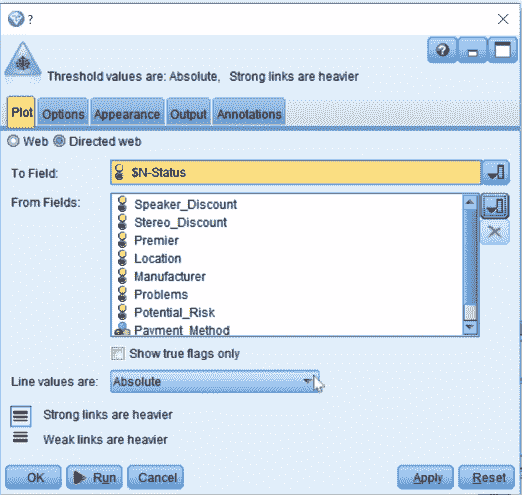 ?
Threshold values are: Absolute, Strong links are heavier
Plot Options Appearance Output Annotations
Web Directed web
To Field: $N-Status
From Fields: Speaker_Discount
Stereo_Discount
Premier
Location
Manufacturer
Problems
Potential_Risk
Payment_Method
Show true flags only
Line values are: Absolute
Strong links are heavier
Weak links are heavier
OK Run Cancel Apply Reset